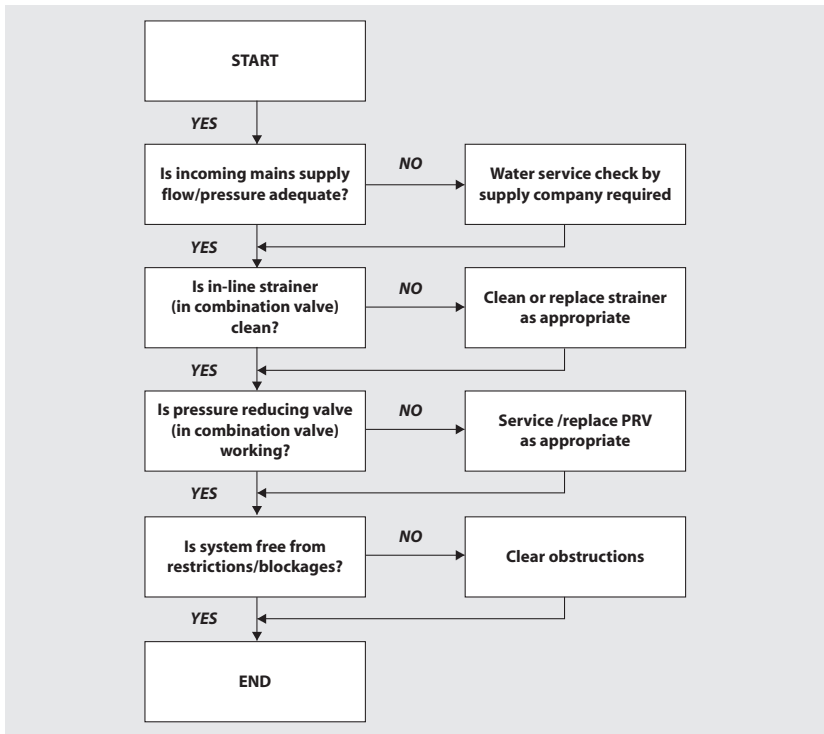 START
YES
Is incoming mains supply
flow/pressure adequate?
NO
Water service check by
supply company required
YES
Is in-line strainer
(in combination valve)
clean?
NO
Clean or replace strainer
as appropriate
YES
Is pressure reducing valve
(in combination valve)
working?
NO
Service /replace PRV
as appropriate
YES
Is system free from
restrictions/blockages?
NO
Clear obstructions
YES
END